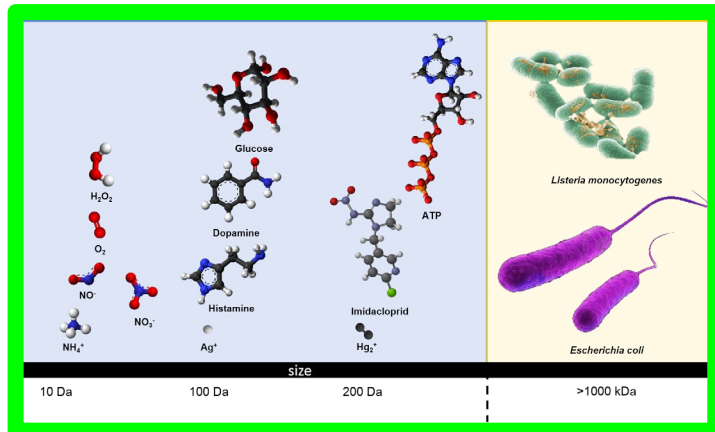 Glucose
H₂O₂
O₂
NO⁻
NH₄⁺
NO₃⁻
Dopamine
Histamine
Ag⁺
ATP
Imidacloprid
Hg₂⁺
Listeria monocytogenes
Escherichia coli
size
10 Da
100 Da
200 Da
>1000 kDa